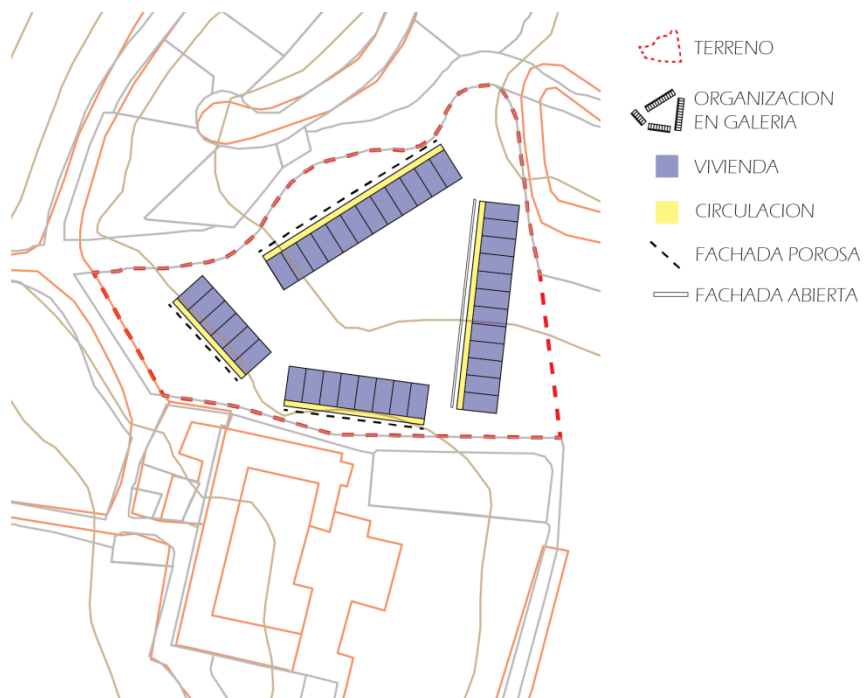 TERRENO
ORGANIZACION
EN GALERIA
VIVIENDA
CIRCULACION
FACHADA POROSA
FACHADA ABIERTA